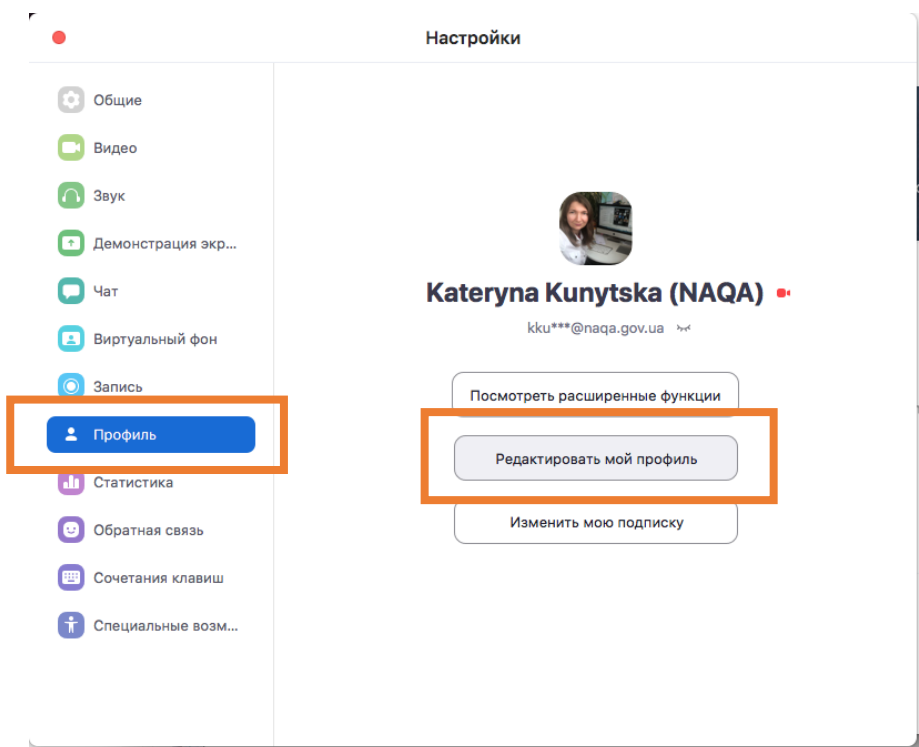 Настройки
Общие
Видео
Звук
Демонстрация экр...
Чат
Виртуальный фон
Запись
Профиль
Статистика
Обратная связь
Сочетания клавиш
Специальные возм...
Kateryna Kunytska (NAQA)
kku***@naqa.gov.ua
Посмотреть расширенные функции
Редактировать мой профиль
Изменить мою подписку